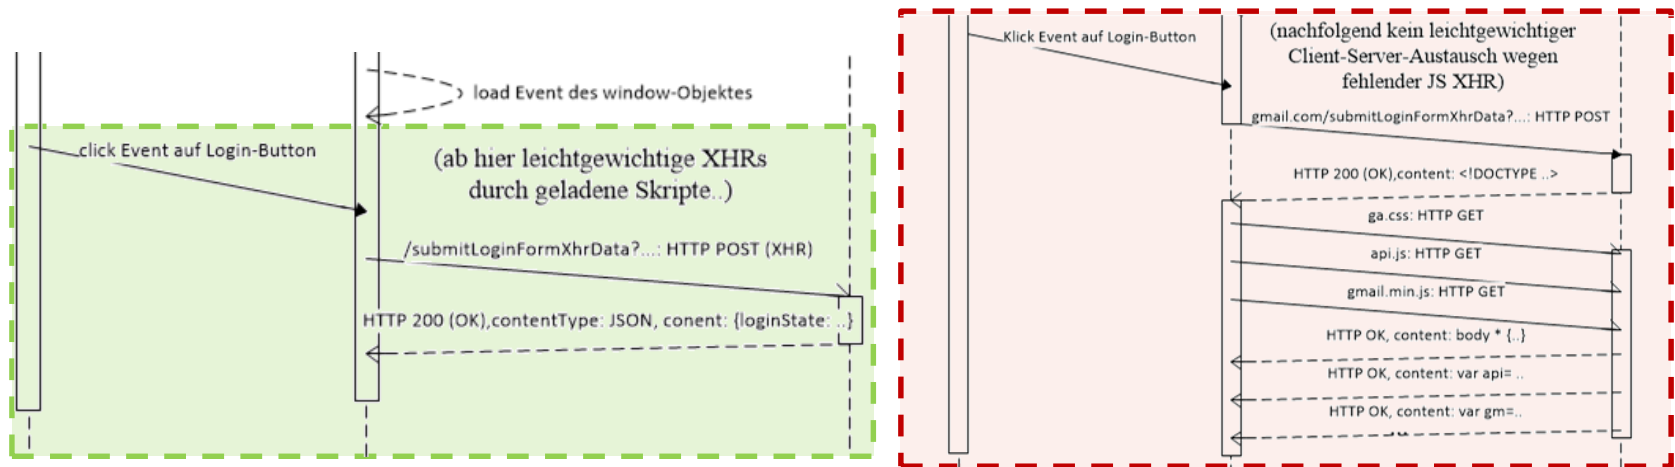 load Event des window-Objektes
click Event auf Login-Button
(ab hier leichtgewichtige XHRs
durch geladene Skripte..)
/submitLoginFormXhrData?...: HTTP POST (XHR)
HTTP 200 (OK),contentType: JSON, conent: {loginState: ..}
Klick Event auf Login-Button
(nachfolgend kein leichtgewichtiger
Client-Server-Austausch wegen
fehlender JS XHR)
gmail.com/submitLoginFormXhrData?...: HTTP POST
HTTP 200 (OK),content: <!DOCTYPE ..>
ga.css: HTTP GET
api.js: HTTP GET
gmail.min.js: HTTP GET
HTTP OK, content: body * {..}
HTTP OK, content: var api= ..
HTTP OK, content: var gm=..
...